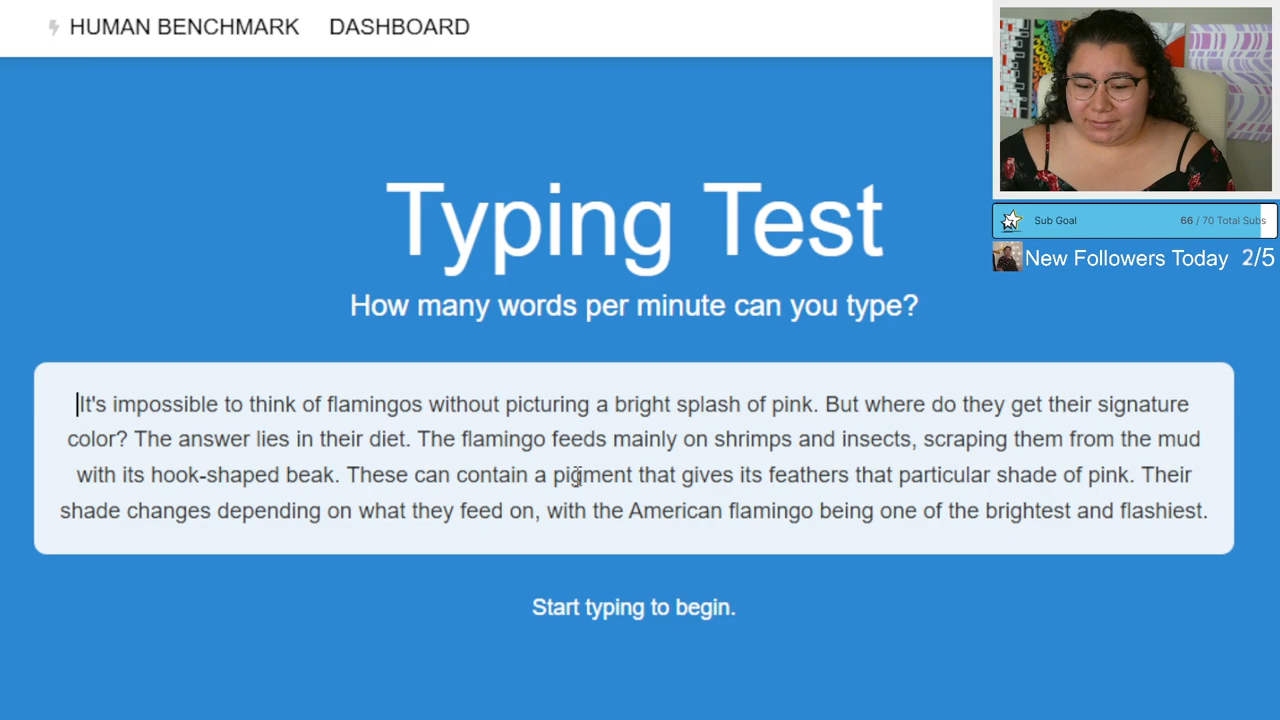 HUMAN BENCHMARK DASHBOARD
Typing Test
How many words per minute can you type?
It's impossible to think of flamingos without picturing a bright splash of pink. But where do they get their signature
color? The answer lies in their diet. The flamingo feeds mainly on shrimps and insects, scraping them from the mud
with its hook-shaped beak. These can contain a pigment that gives its feathers that particular shade of pink. Their
shade changes depending on what they feed on, with the American flamingo being one of the brightest and flashiest.
Start typing to begin.
Sub Goal 66 / 70 Total Subs
New Followers Today 2/5